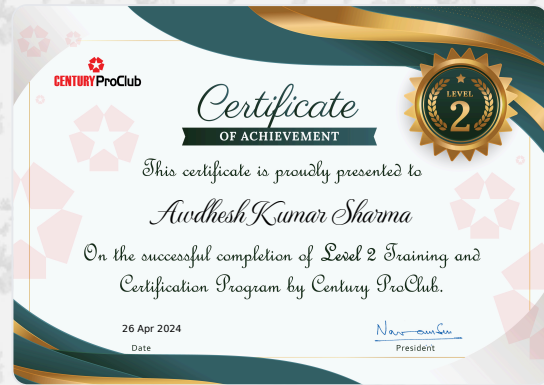 CENTURY ProClub
Certificate
OF ACHIEVEMENT
LEVEL
2
This certificate is proudly presented to
Awdhesh Kumar Sharma
On the successful completion of Level 2 Training and
Certification Program by Century ProClub.
26 Apr 2024
Date
President